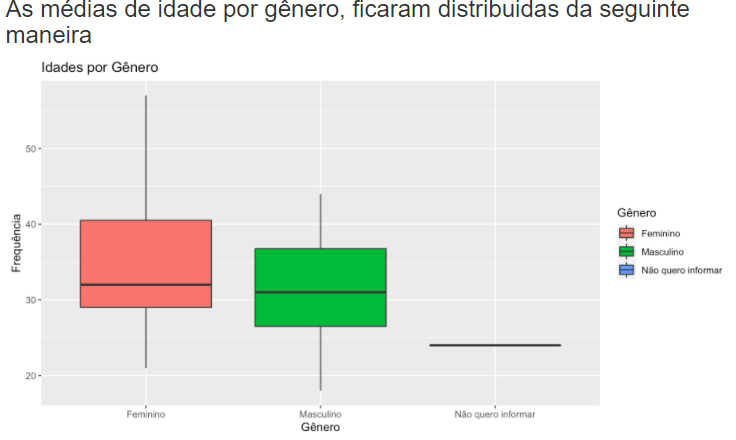 As médias de idade por gênero, ficaram distribuidas da seguinte
maneira
Idades por Gênero
Frequência
50
40
30
20
Feminino
Masculino
Não quero informar
Gênero
Gênero
Feminino
Masculino
Não quero informar